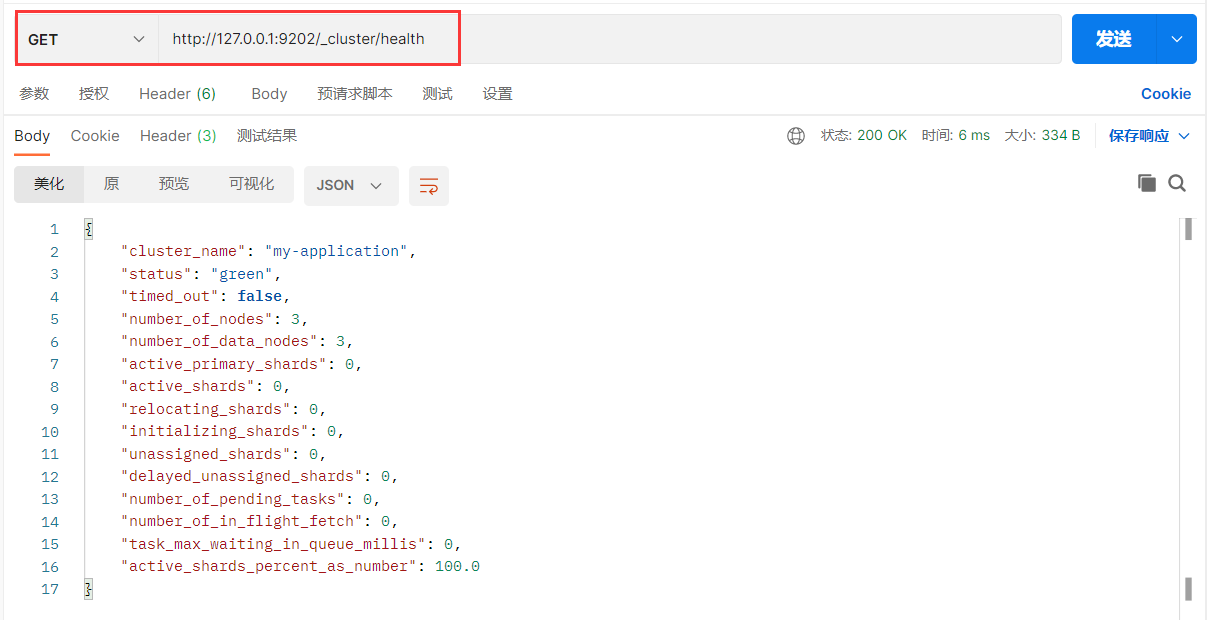 GET http://127.0.0.1:9202/_cluster/health 发送
参数 授权 Header (6) Body 预请求脚本 测试 设置 Cookie
Body Cookie Header (3) 测试结果 状态: 200 OK 时间: 6 ms 大小: 334 B 保存响应
美化 原 预览 可视化 JSON
1 {
2 "cluster_name": "my-application",
3 "status": "green",
4 "timed_out": false,
5 "number_of_nodes": 3,
6 "number_of_data_nodes": 3,
7 "active_primary_shards": 0,
8 "active_shards": 0,
9 "relocating_shards": 0,
10 "initializing_shards": 0,
11 "unassigned_shards": 0,
12 "delayed_unassigned_shards": 0,
13 "number_of_pending_tasks": 0,
14 "number_of_in_flight_fetch": 0,
15 "task_max_waiting_in_queue_millis": 0,
16 "active_shards_percent_as_number": 100.0
17 }